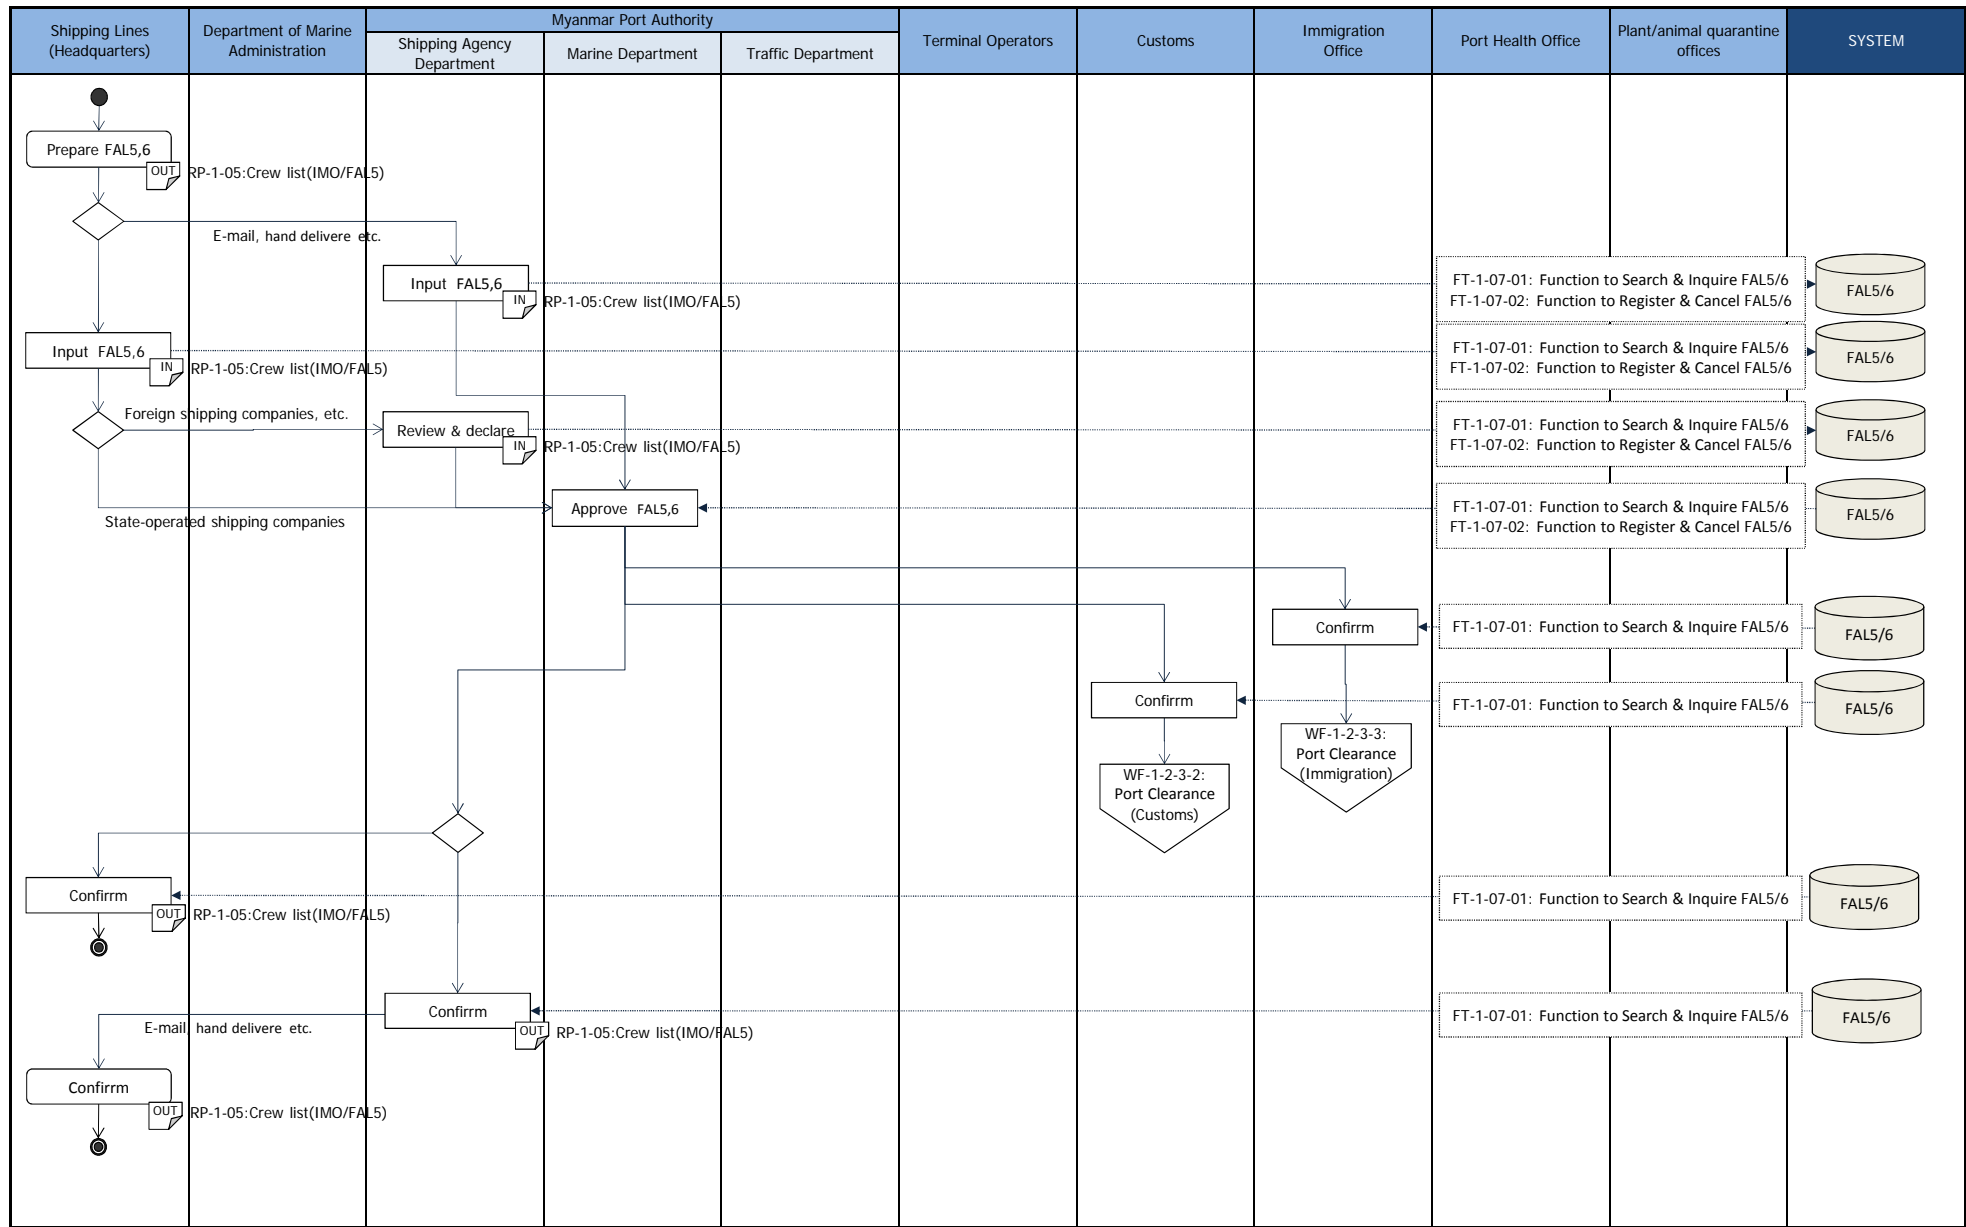 Shipping Lines
(Headquarters)
Department of Marine
Administration
Myanmar Port Authority
Shipping Agency
Department
Marine Department
Traffic Department
Terminal Operators
Customs
Immigration
Office
Port Health Office
Plant/animal quarantine
offices
SYSTEM
Prepare FAL5,6
OUT
RP-1-05:Crew list(IMO/FAL5)
E-mail, hand delivere etc.
Input FAL5,6
IN
RP-1-05:Crew list(IMO/FAL5)
FT-1-07-01: Function to Search & Inquire FAL5/6
FT-1-07-02: Function to Register & Cancel FAL5/6
FAL5/6
Input FAL5,6
IN
RP-1-05:Crew list(IMO/FAL5)
FT-1-07-01: Function to Search & Inquire FAL5/6
FT-1-07-02: Function to Register & Cancel FAL5/6
FAL5/6
Foreign shipping companies, etc.
Review & declare
IN
RP-1-05:Crew list(IMO/FAL5)
FT-1-07-01: Function to Search & Inquire FAL5/6
FT-1-07-02: Function to Register & Cancel FAL5/6
FAL5/6
State-operated shipping companies
Approve FAL5,6
FT-1-07-01: Function to Search & Inquire FAL5/6
FT-1-07-02: Function to Register & Cancel FAL5/6
FAL5/6
Confirrm
FT-1-07-01: Function to Search & Inquire FAL5/6
FAL5/6
Confirrm
FT-1-07-01: Function to Search & Inquire FAL5/6
FAL5/6
WF-1-2-3-3:
Port Clearance
(Immigration)
WF-1-2-3-2:
Port Clearance
(Customs)
Confirrm
OUT
RP-1-05:Crew list(IMO/FAL5)
FT-1-07-01: Function to Search & Inquire FAL5/6
FAL5/6
Confirrm
OUT
RP-1-05:Crew list(IMO/FAL5)
FT-1-07-01: Function to Search & Inquire FAL5/6
FAL5/6
E-mail, hand delivere etc.
Confirrm
OUT
RP-1-05:Crew list(IMO/FAL5)